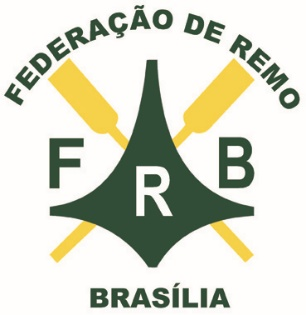 FEDERAÇÃO DE REMO
F R B
BRASÍLIA